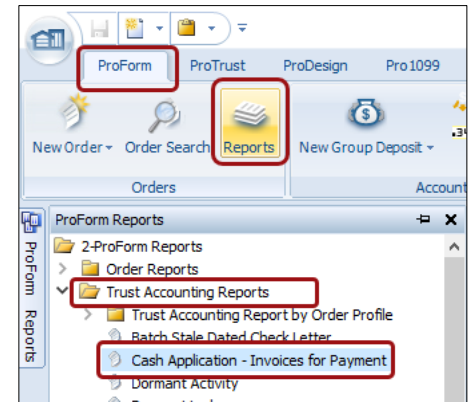 ProForm ProTrust ProDesign Pro1099
New Order Order Search Reports New Group Deposit
Orders
ProForm Reports
2-ProForm Reports
Order Reports
Trust Accounting Reports
Trust Accounting Report by Order Profile
Batch Stale Dated Check Letter
Cash Application - Invoices for Payment
Dormant Activity
ProForm Reports